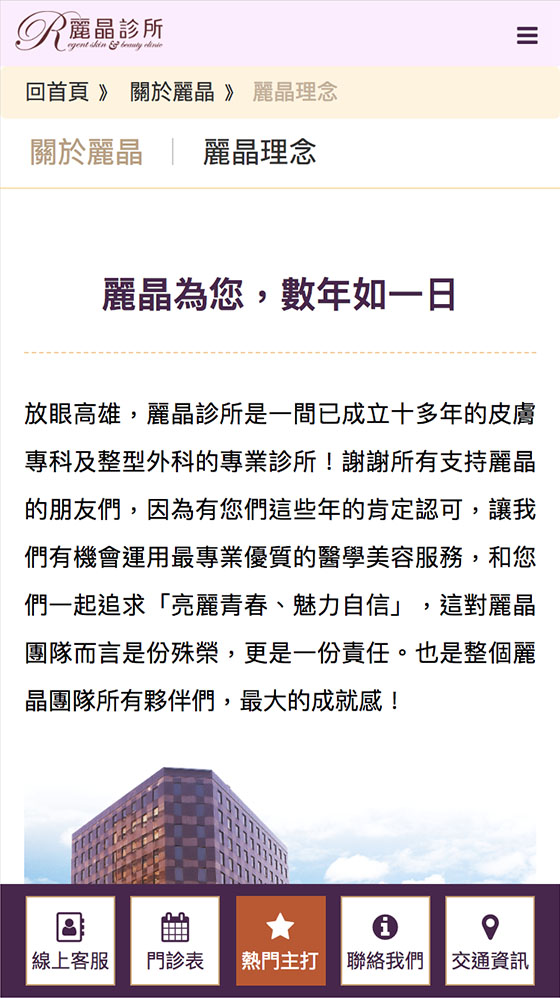 R麗晶診所
egent skin & beauty clinic
回首頁 》 關於麗晶 》 麗晶理念
關於麗晶 ｜ 麗晶理念
麗晶為您，數年如一日
放眼高雄，麗晶診所是一間已成立十多年的皮膚
專科及整型外科的專業診所！謝謝所有支持麗晶
的朋友們，因為有您們這些年的肯定認可，讓我
們有機會運用最專業優質的醫學美容服務，和您
們一起追求「亮麗青春、魅力自信」，這對麗晶
團隊而言是份殊榮，更是一份責任。也是整個麗
晶團隊所有夥伴們，最大的成就感！
線上客服 門診表 熱門主打 聯絡我們 交通資訊